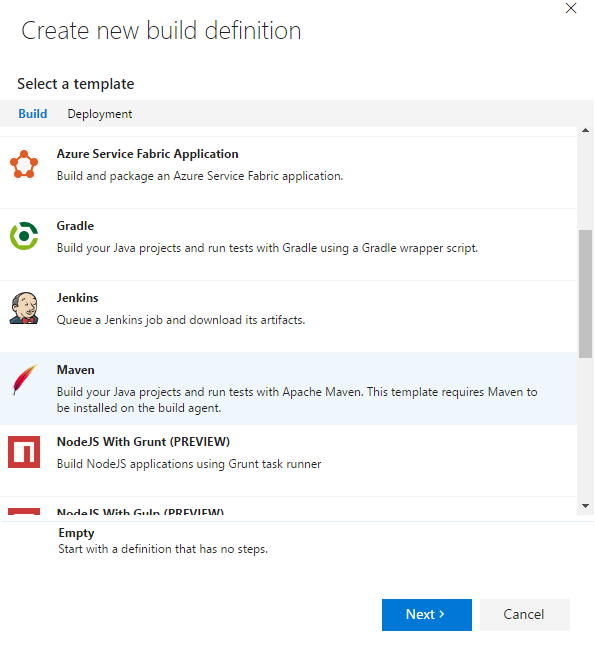 Create new build definition
Select a template
Build Deployment
Azure Service Fabric Application
Build and package an Azure Service Fabric application.
Gradle
Build your Java projects and run tests with Gradle using a Gradle wrapper script.
Jenkins
Queue a Jenkins job and download its artifacts.
Maven
Build your Java projects and run tests with Apache Maven. This template requires Maven to
be installed on the build agent.
NodeJS With Grunt (PREVIEW)
Build NodeJS applications using Grunt task runner
NodeJS With Gulp (PREVIEW)
Empty
Start with a definition that has no steps.
Next >
Cancel